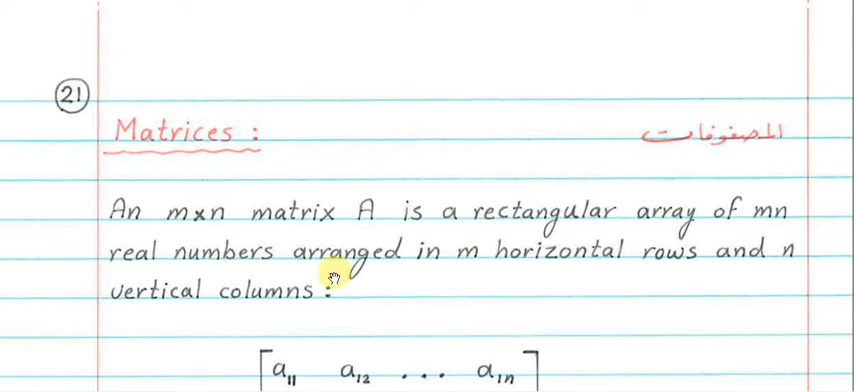 21
Matrices : المصفوفات
An m×n matrix A is a rectangular array of mn
real numbers arranged in m horizontal rows and n
vertical columns :
a₁₁ a₁₂ . . . a₁ₙ